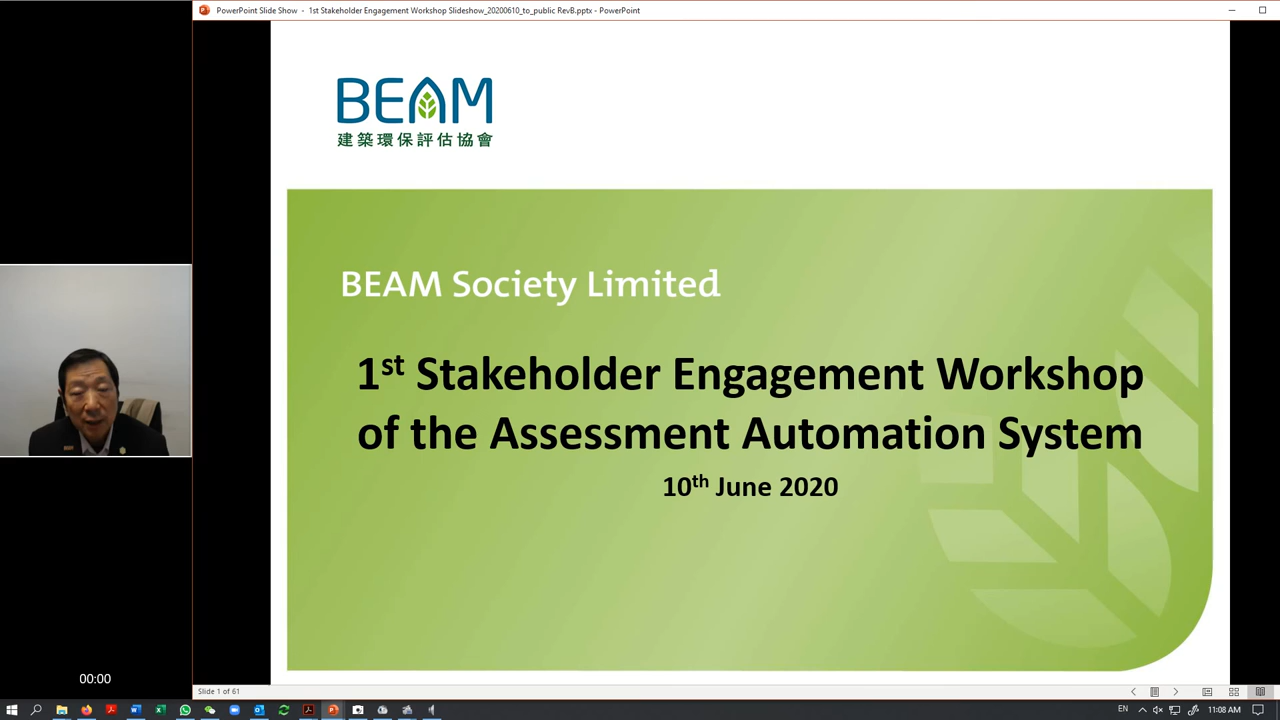 PowerPoint Slide Show - 1st Stakeholder Engagement Workshop Slideshow_20200610_to_public RevB.pptx - PowerPoint
BEAM
建築環保評估協會
BEAM Society Limited
1st Stakeholder Engagement Workshop
of the Assessment Automation System
10th June 2020
00:00
Slide 1 of 61
EN
11:08 AM